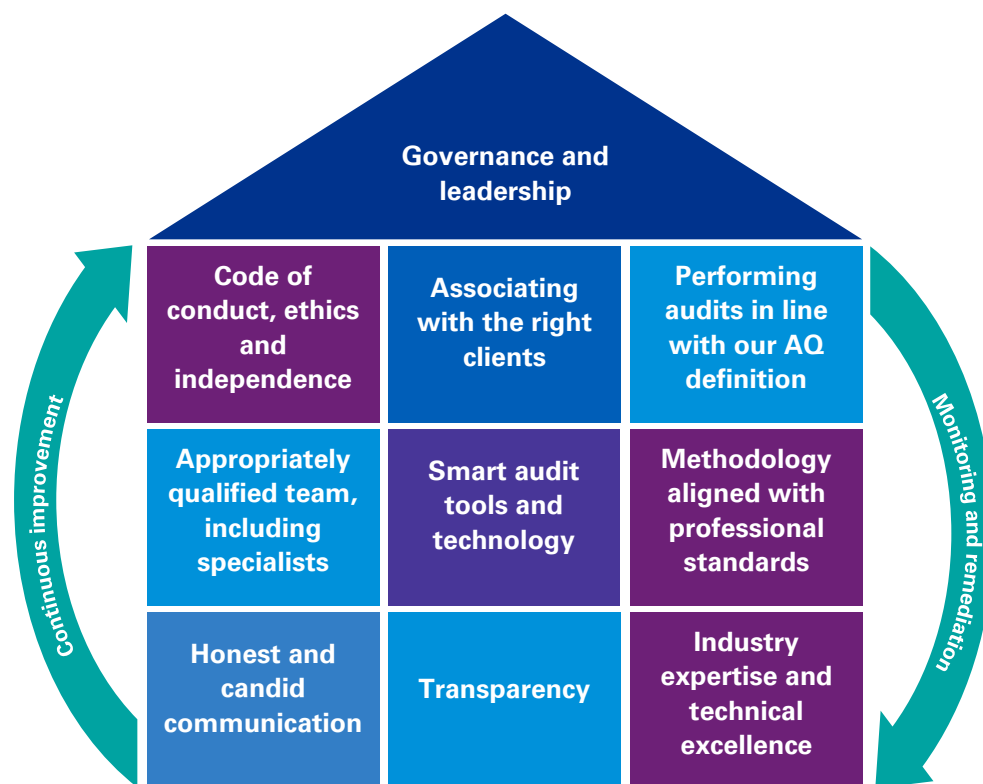 Governance and
leadership
Code of
conduct, ethics
and
independence
Associating
with the right
clients
Performing
audits in line
with our AQ
definition
Appropriately
qualified team,
including
specialists
Smart audit
tools and
technology
Methodology
aligned with
professional
standards
Honest and
candid
communication
Transparency
Industry
expertise and
technical
excellence
Continuous improvement
Monitoring and remediation